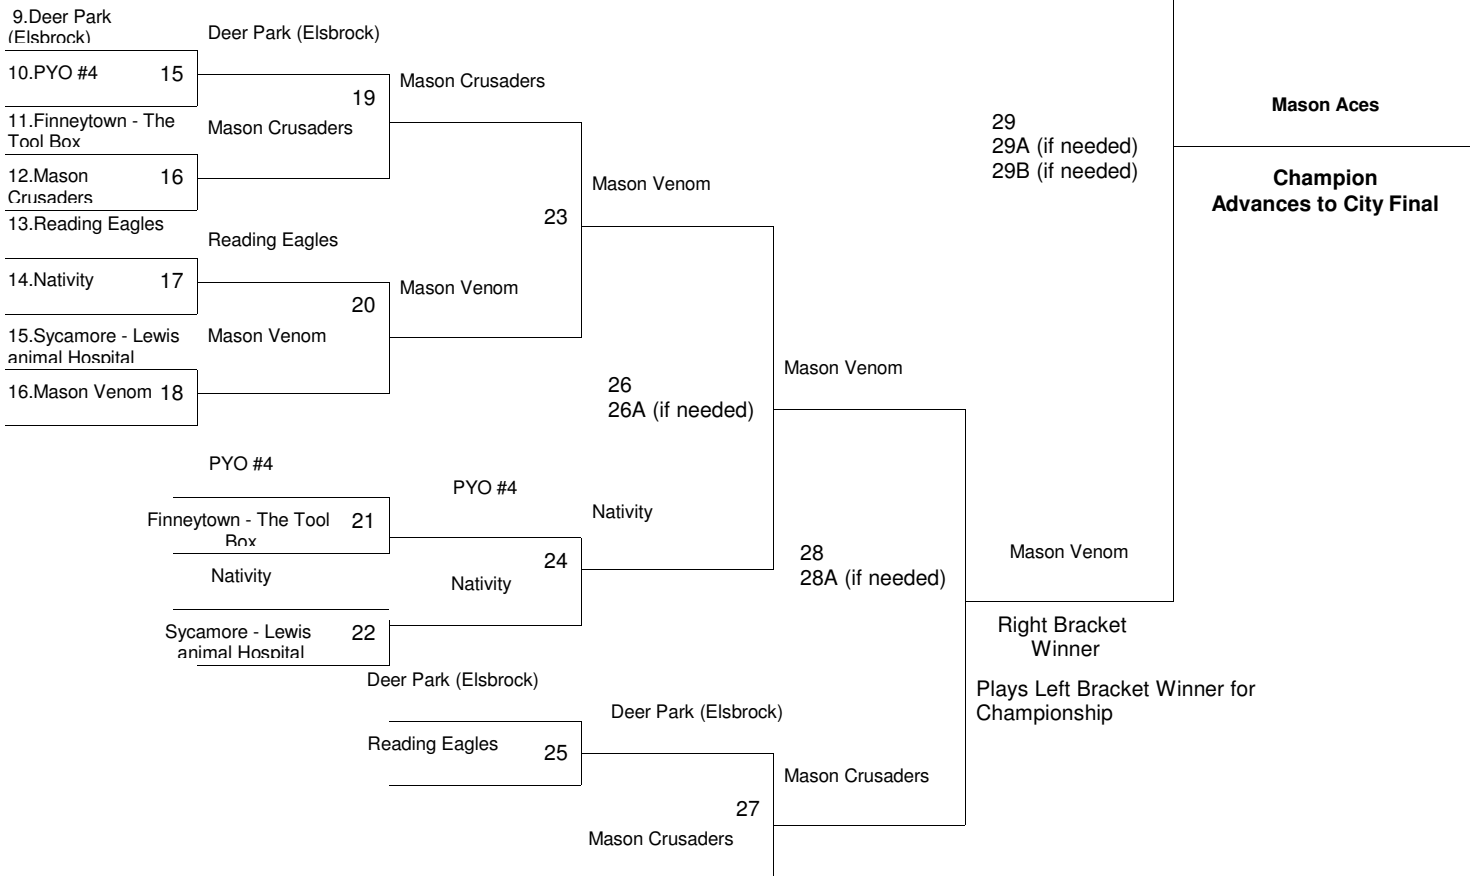 9.Deer Park
(Elsbrock)
Deer Park (Elsbrock)
10.PYO #4
15
Mason Crusaders
19
Mason Aces
11.Finneytown - The
Tool Box
Mason Crusaders
29
29A (if needed)
29B (if needed)
12.Mason
Crusaders
16
Mason Venom
Champion
Advances to City Final
13.Reading Eagles
23
Reading Eagles
14.Nativity
17
Mason Venom
20
15.Sycamore - Lewis
animal Hospital
Mason Venom
Mason Venom
16.Mason Venom
18
26
26A (if needed)
PYO #4
PYO #4
Finneytown - The Tool
Box
21
Nativity
24
28
28A (if needed)
Mason Venom
Nativity
Nativity
Sycamore - Lewis
animal Hospital
22
Right Bracket
Winner
Deer Park (Elsbrock)
Plays Left Bracket Winner for
Championship
Deer Park (Elsbrock)
Reading Eagles
25
Mason Crusaders
27
Mason Crusaders